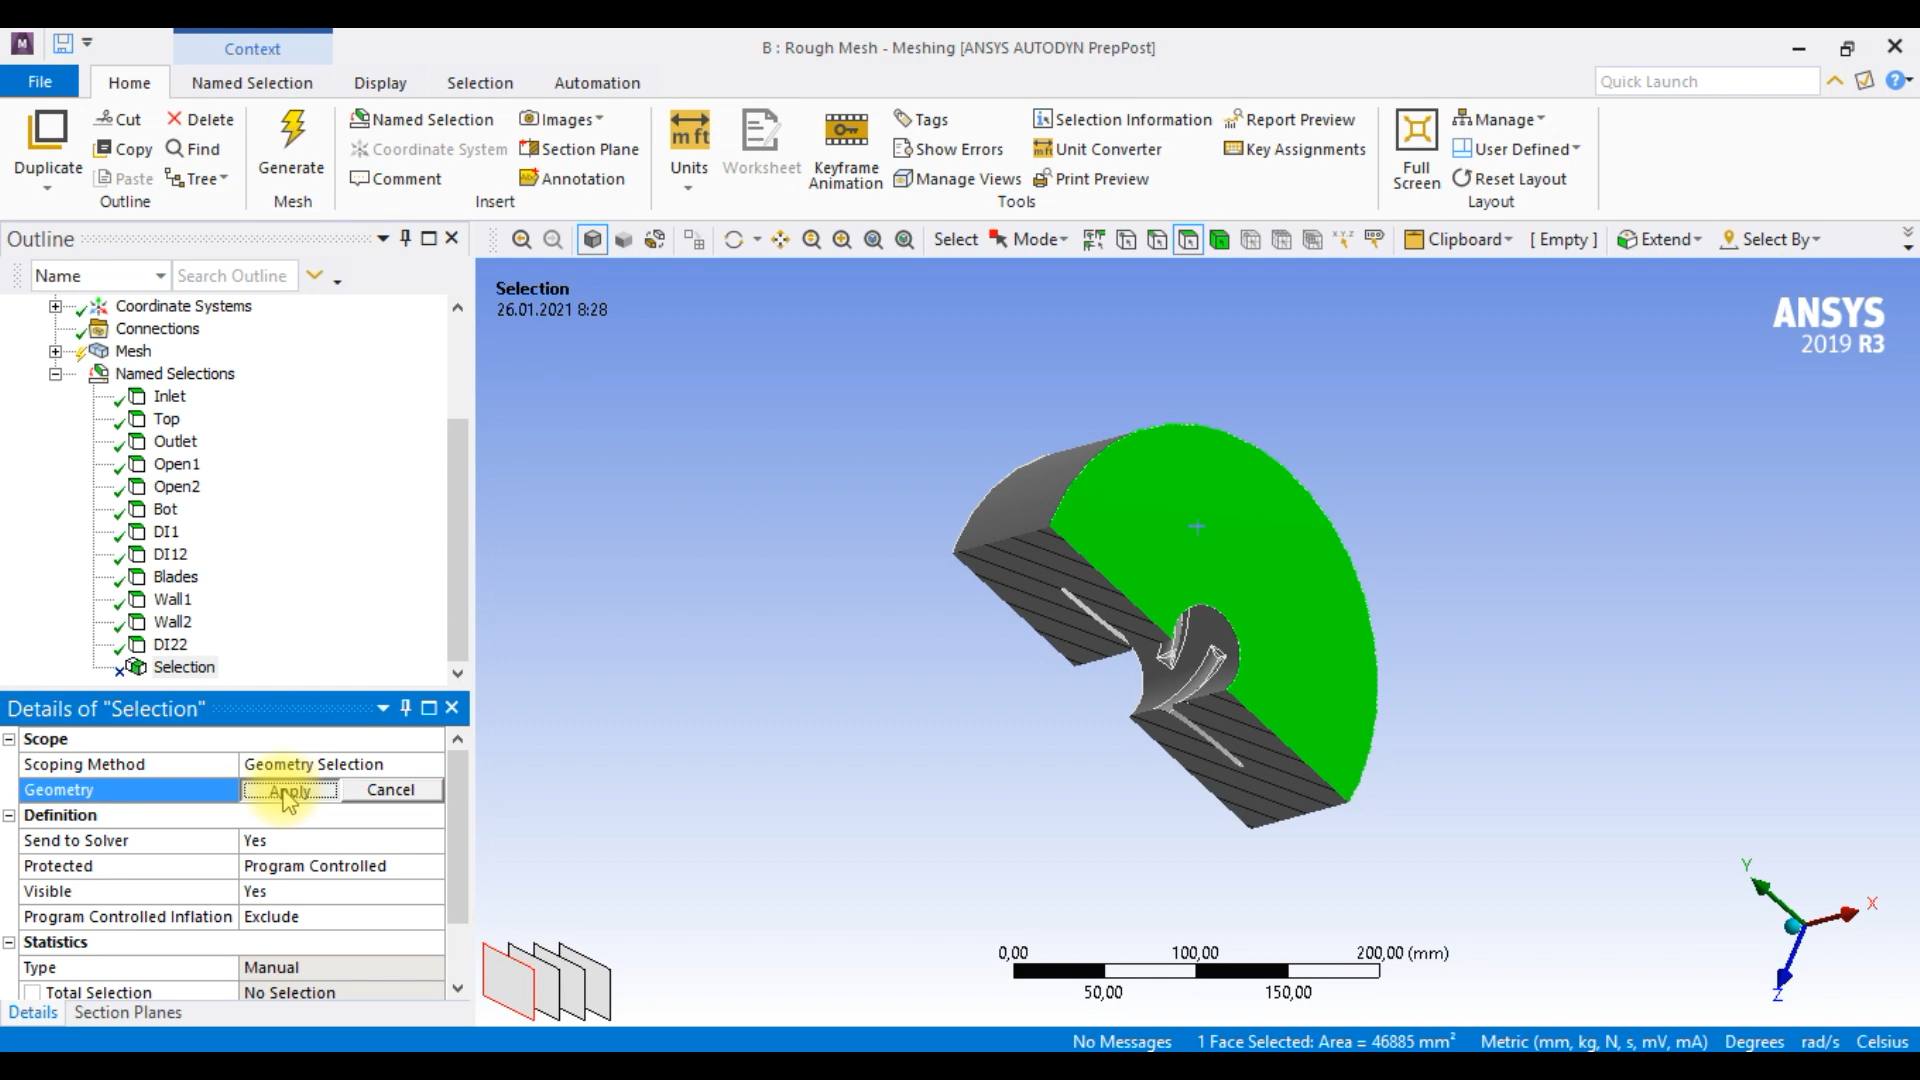 Context
B : Rough Mesh - Meshing [ANSYS AUTODYN PrepPost]
File Home Named Selection Display Selection Automation Quick Launch
Duplicate Cut Copy Paste Delete Find Tree
Outline
Generate
Mesh
Named Selection Images
Coordinate System Section Plane
Comment Annotation
Insert
Units Worksheet Keyframe Animation
Tags Selection Information Report Preview
Show Errors Unit Converter Key Assignments
Manage Views Print Preview
Tools
Full Screen Manage User Defined Reset Layout
Layout
Outline
Select Mode Clipboard [ Empty ] Extend Select By
Name Search Outline
Coordinate Systems
Connections
Mesh
Named Selections
Inlet
Top
Outlet
Open1
Open2
Bot
DI1
DI12
Blades
Wall1
Wall2
DI22
Selection
Details of "Selection"
Scope
Scoping Method Geometry Selection
Geometry Apply Cancel
Definition
Send to Solver Yes
Protected Program Controlled
Visible Yes
Program Controlled Inflation Exclude
Statistics
Type Manual
Total Selection No Selection
Details Section Planes
Selection
26.01.2021 8:28
ANSYS
2019 R3
0,00 100,00 200,00 (mm)
50,00 150,00
Y
X
Z
No Messages 1 Face Selected: Area = 46885 mm² Metric (mm, kg, N, s, mV, mA) Degrees rad/s Celsius